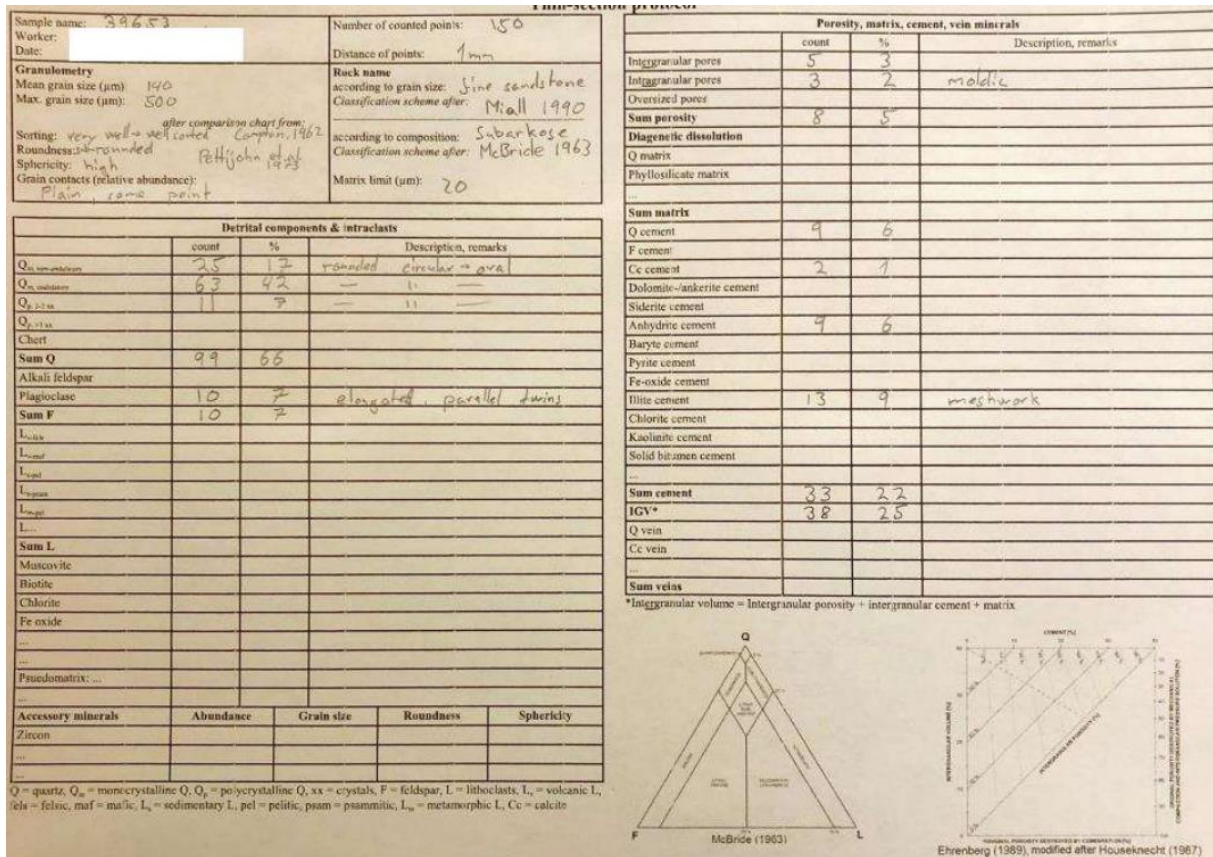 Thin-section protocol
Sample name: 39653
Worker:
Date:
Number of counted points: 150
Distance of points: 1mm
Granulometry
Mean grain size (µm): 140
Max. grain size (µm): 500
after comparison chart from:
Sorting: very well → well sorted Compton, 1962
Roundness: subrounded Pettijohn et al 1973
Sphericity: high
Grain contacts (relative abundance):
Plain, some point
Rock name
according to grain size: fine sandstone
Classification scheme after: Miall 1990
according to composition: Subarkose
Classification scheme after: McBride 1963
Matrix limit (µm): 20
Detrital components & intraclasts
count % Description, remarks
Qm, non-undulatory 25 17 rounded circular → oval
Qm, undulatory 63 42 — 11 —
Qp, 2-3 xx 11 7 — 11 —
Qp, >3 xx
Chert
Sum Q 99 66
Alkali feldspar
Plagioclase 10 7 elongated, parallel twins
Sum F 10 7
L...
Sum L
Muscovite
Biotite
Chlorite
Fe oxide
...
...
Psuedomatrix: ...
...
Accessory minerals Abundance Grain size Roundness Sphericity
Zircon
...
...
Q = quartz, Qm = monocrystalline Q, Qp = polycrystalline Q, xx = crystals, F = feldspar, L = lithoclasts, Lv = volcanic L,
fels = felsic, maf = mafic, Ls = sedimentary L, pel = pelitic, psam = psammitic, Lm = metamorphic L, Cc = calcite
Porosity, matrix, cement, vein minerals
count % Description, remarks
Intergranular pores 5 3
Intragranular pores 3 2 moldic
Oversized pores
Sum porosity 8 5
Diagenetic dissolution
Q matrix
Phyllosilicate matrix
...
Sum matrix
Q cement 9 6
F cement
Cc cement 2 1
Dolomite-/ankerite cement
Siderite cement
Anhydrite cement 9 6
Baryte cement
Pyrite cement
Fe-oxide cement
Illite cement 13 9 meshwork
Chlorite cement
Kaolinite cement
Solid bitumen cement
...
Sum cement 33 22
IGV* 38 25
Q vein
Cc vein
...
Sum veins
*Intergranular volume = Intergranular porosity + intergranular cement + matrix
Q
F
L
McBride (1963)
CEMENT [%]
INTERGRANULAR VOLUME [%]
INTERGRANULAR POROSITY [%]
Ehrenberg (1989), modified after Houseknecht (1987)